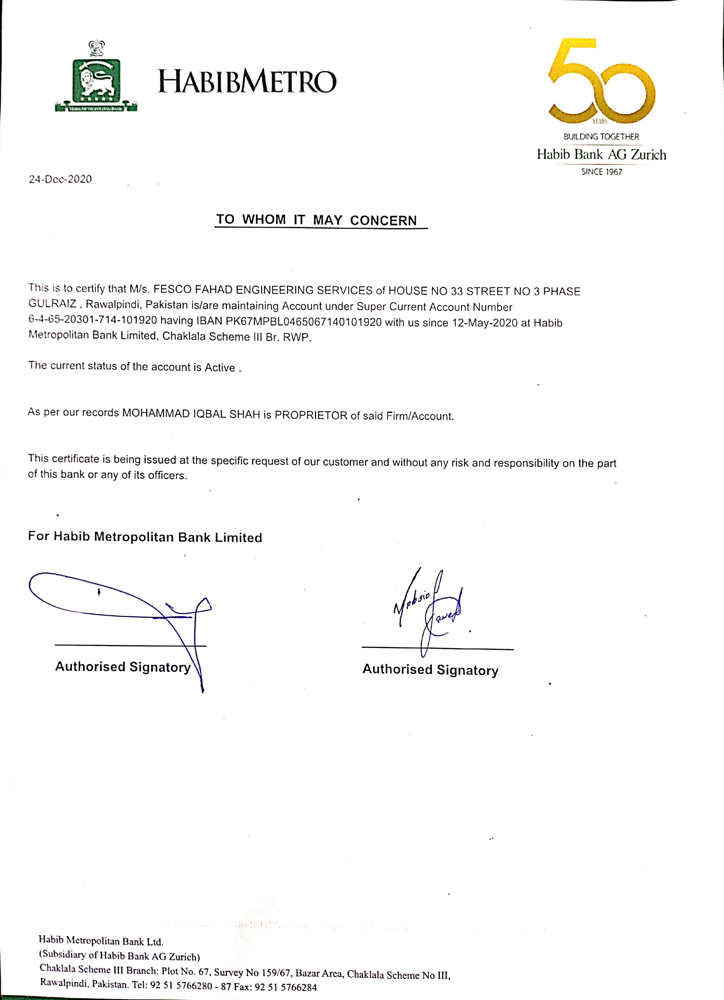 HABIBMETRO
HABIB METROPOLITAN BANK
50
YEARS
BUILDING TOGETHER
Habib Bank AG Zurich
SINCE 1967
24-Dec-2020
TO WHOM IT MAY CONCERN
This is to certify that M/s. FESCO FAHAD ENGINEERING SERVICES of HOUSE NO 33 STREET NO 3 PHASE
GULRAIZ , Rawalpindi, Pakistan is/are maintaining Account under Super Current Account Number
6-4-65-20301-714-101920 having IBAN PK67MPBL0465067140101920 with us since 12-May-2020 at Habib
Metropolitan Bank Limited, Chaklala Scheme III Br. RWP.
The current status of the account is Active .
As per our records MOHAMMAD IQBAL SHAH is PROPRIETOR of said Firm/Account.
This certificate is being issued at the specific request of our customer and without any risk and responsibility on the part
of this bank or any of its officers.
For Habib Metropolitan Bank Limited
Authorised Signatory
Authorised Signatory
Habib Metropolitan Bank Ltd.
(Subsidiary of Habib Bank AG Zurich)
Chaklala Scheme III Branch: Plot No. 67, Survey No 159/67, Bazar Area, Chaklala Scheme No III,
Rawalpindi, Pakistan. Tel: 92 51 5766280 - 87 Fax: 92 51 5766284